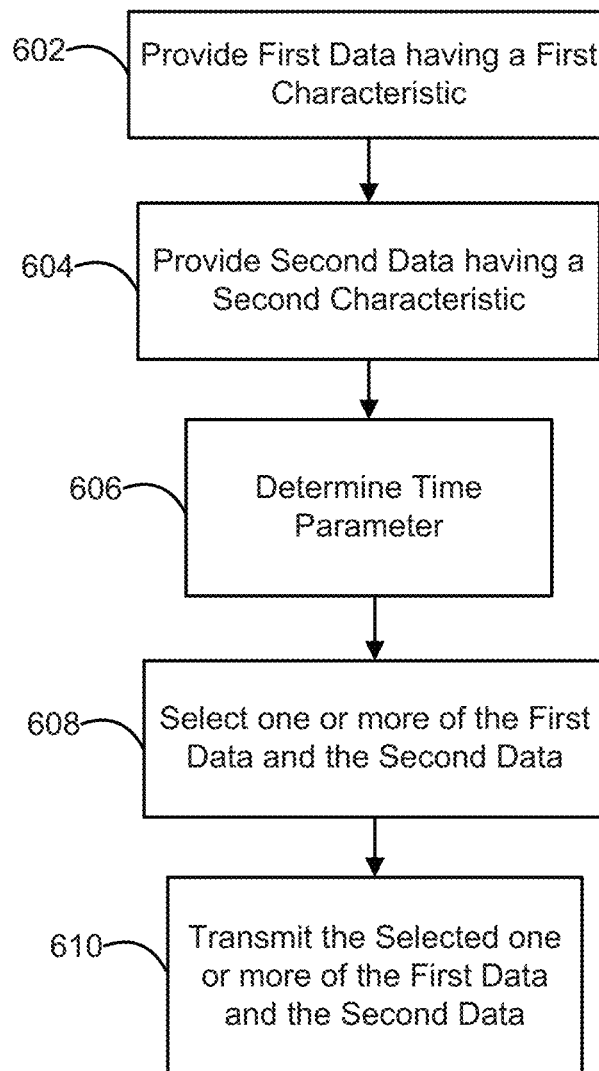 602
Provide First Data having a First
Characteristic
604
Provide Second Data having a
Second Characteristic
606
Determine Time
Parameter
608
Select one or more of the First
Data and the Second Data
610
Transmit the Selected one
or more of the First Data
and the Second Data